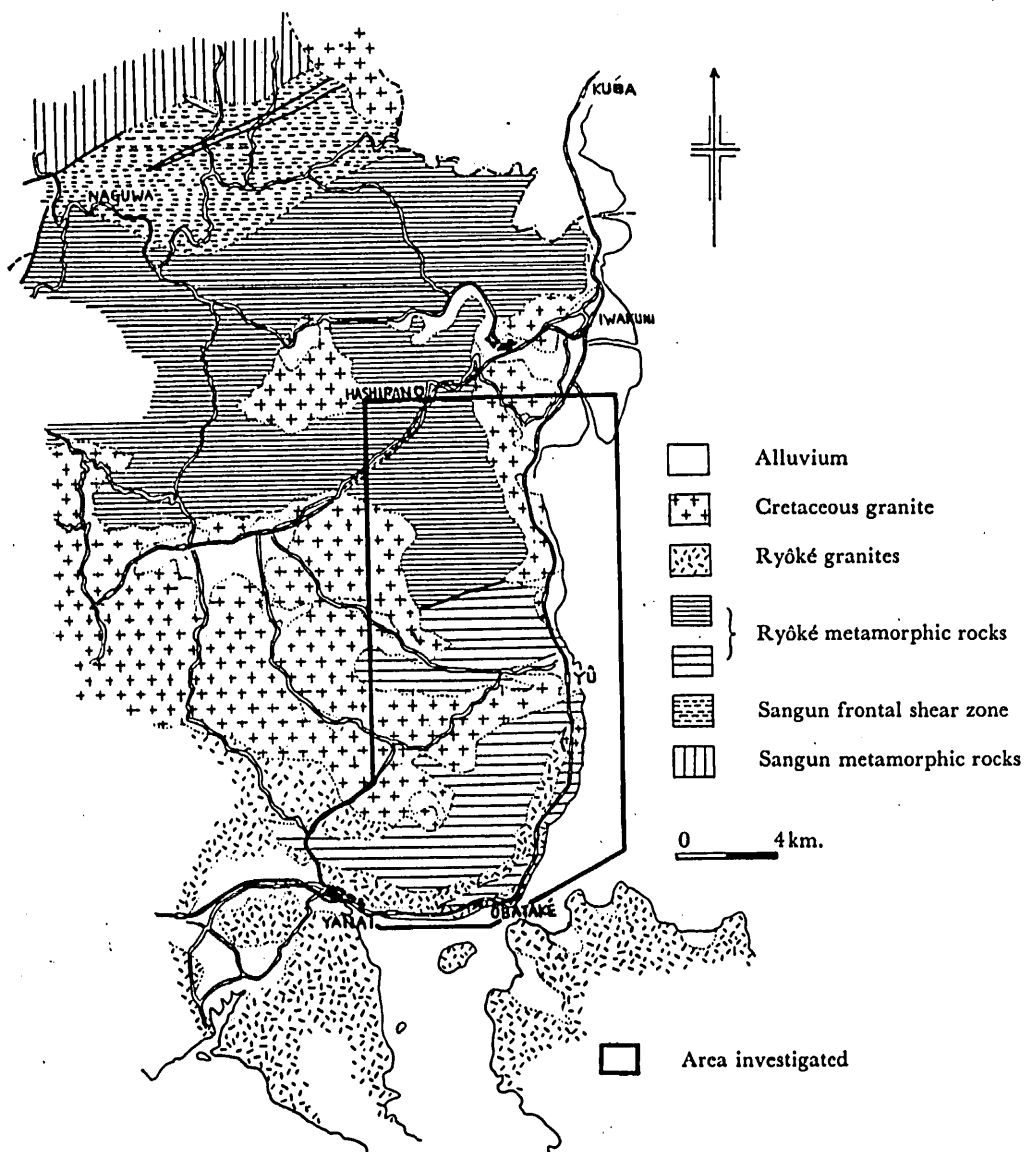 KUBA
NAGUWA
IWAKUNI
HASHIRANO
YÛ
YANAI
ÔBATAKÉ
Alluvium
Cretaceous granite
Ryôké granites
Ryôké metamorphic rocks
Sangun frontal shear zone
Sangun metamorphic rocks
0 4 km.
Area investigated